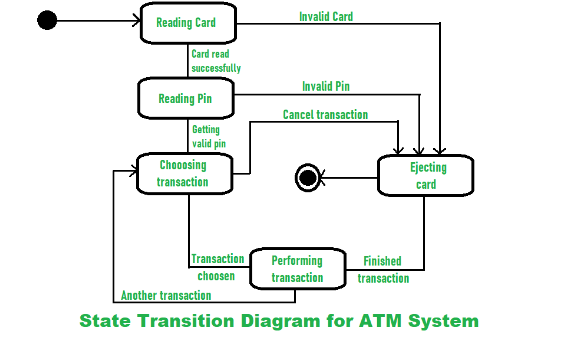 Reading Card
Invalid Card
Card read
successfully
Reading Pin
Invalid Pin
Cancel transaction
Getting
valid pin
Chooosing
transaction
Ejecting
card
Transaction
choosen
Performing
transaction
Finished
transaction
Another transaction
State Transition Diagram for ATM System